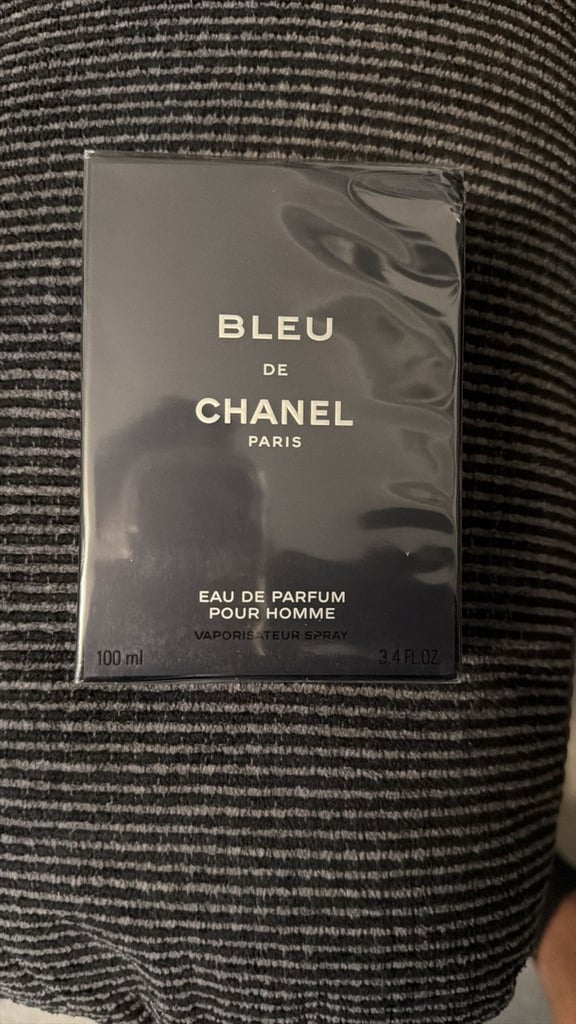 BLEU
DE
CHANEL
PARIS
EAU DE PARFUM
POUR HOMME
VAPORISATEUR SPRAY
100 ml 3.4 FL.OZ